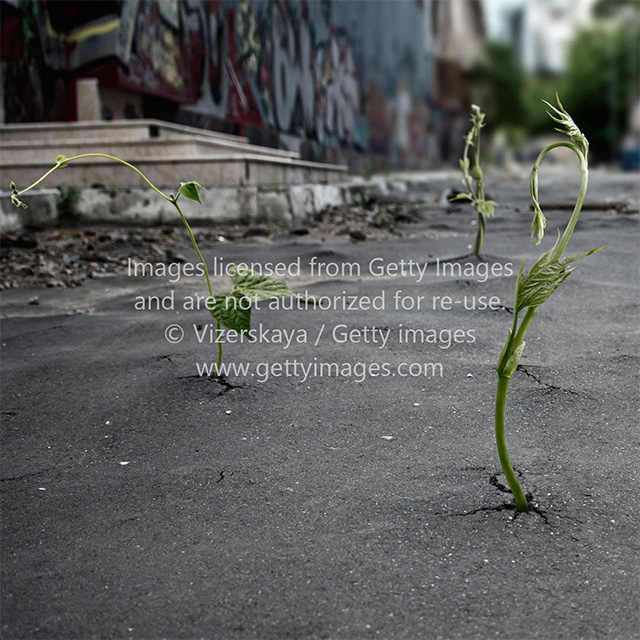 Images licensed from Getty Images
and are not authorized for re-use.
© Vizerskaya / Getty images
www.gettyimages.com